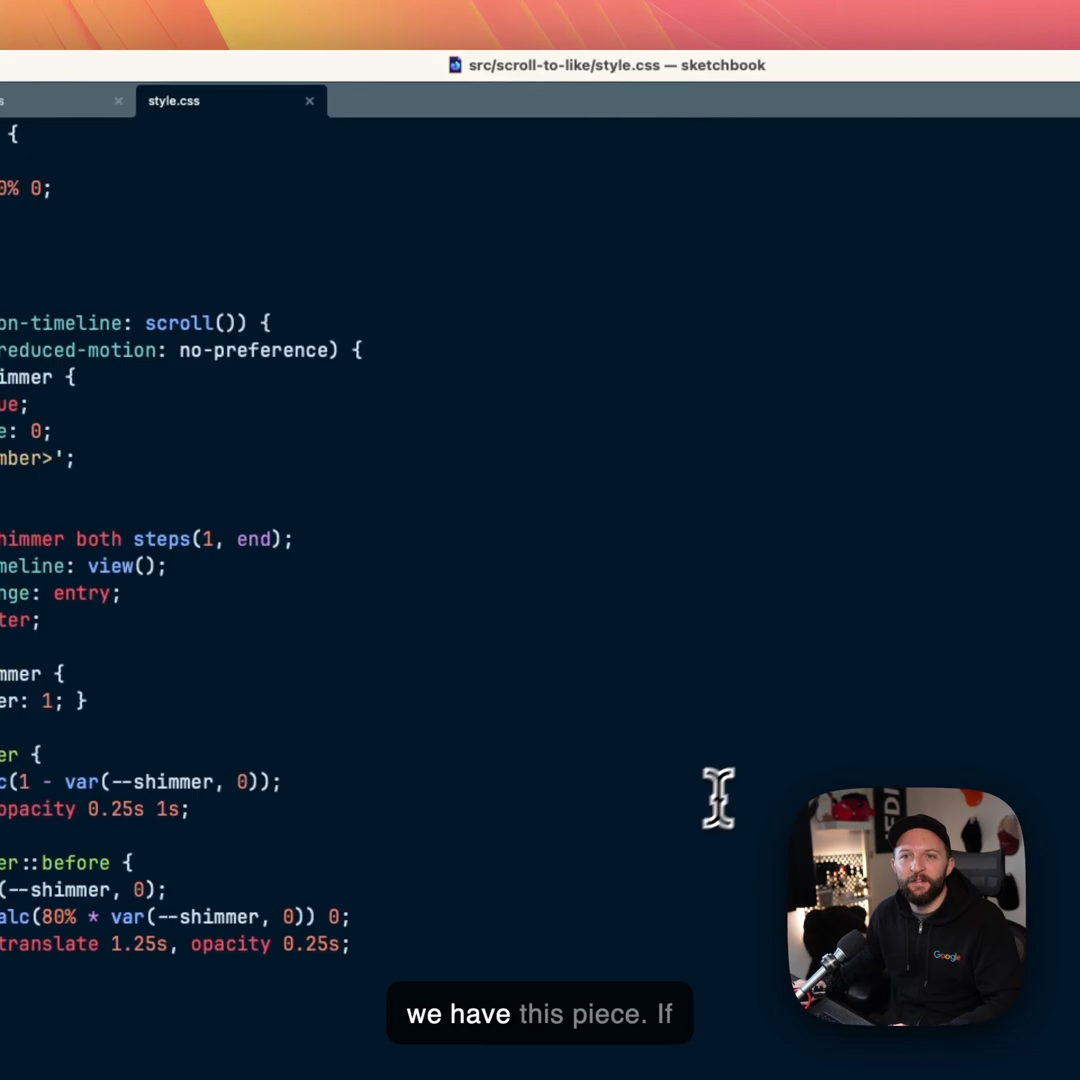 src/scroll-to-like/style.css — sketchbook
s × style.css ×
{
0% 0;
on-timeline: scroll()) {
reduced-motion: no-preference) {
immer {
ue;
e: 0;
mber>';
himmer both steps(1, end);
meline: view();
nge: entry;
ter;
mmer {
er: 1; }
er {
c(1 - var(--shimmer, 0));
opacity 0.25s 1s;
er::before {
(--shimmer, 0);
alc(80% * var(--shimmer, 0)) 0;
translate 1.25s, opacity 0.25s;
Google
we have this piece. If